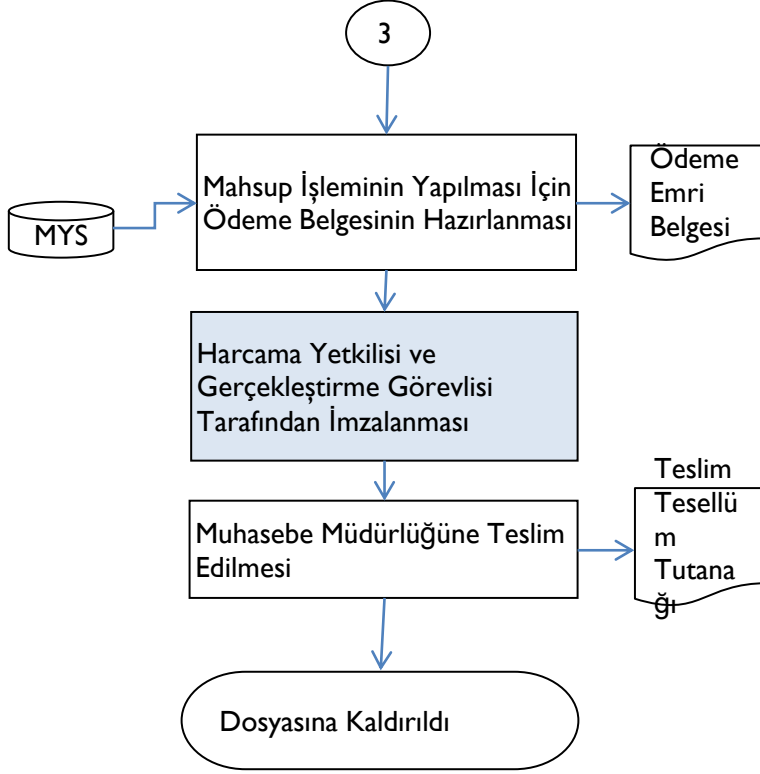 3
Mahsup İşleminin Yapılması İçin
Ödeme Belgesinin Hazırlanması
Ödeme
Emri
Belgesi
MYS
Harcama Yetkilisi ve
Gerçekleştirme Görevlisi
Tarafından İmzalanması
Muhasebe Müdürlüğüne Teslim
Edilmesi
Teslim
Tesellü
m
Tutana
ğı
Dosyasına Kaldırıldı